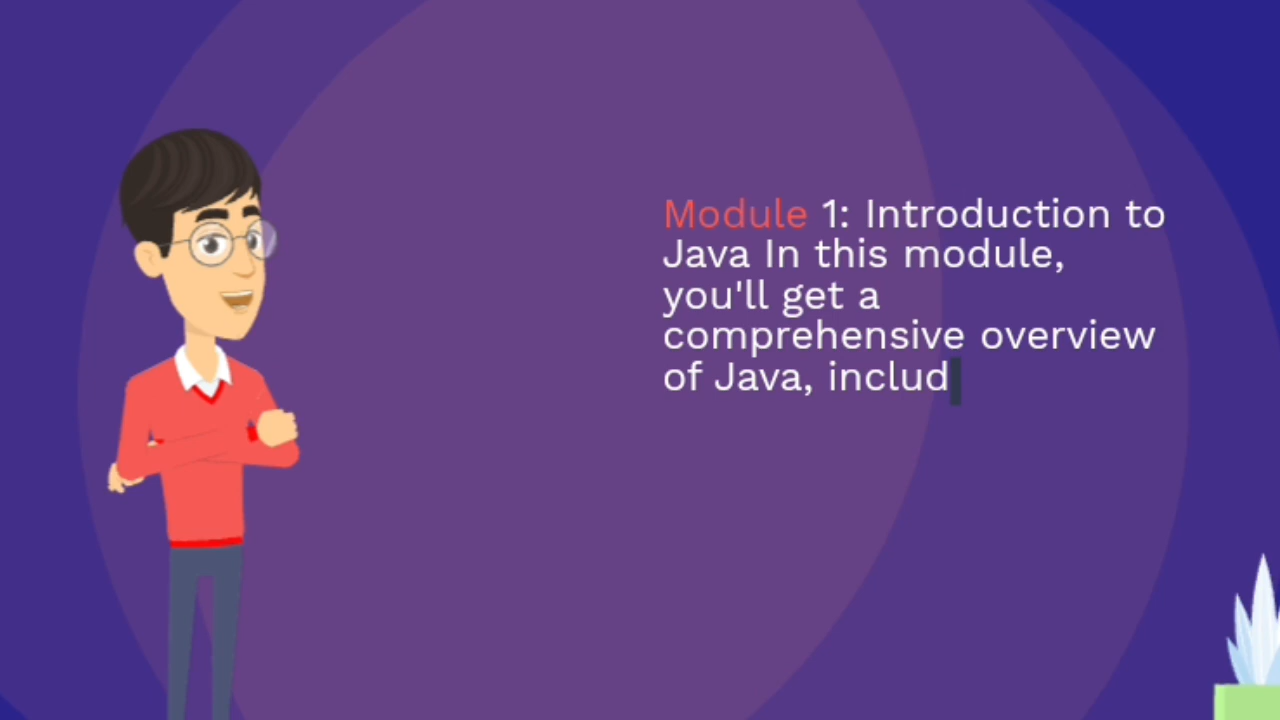 Module 1: Introduction to
Java In this module,
you'll get a
comprehensive overview
of Java, includ